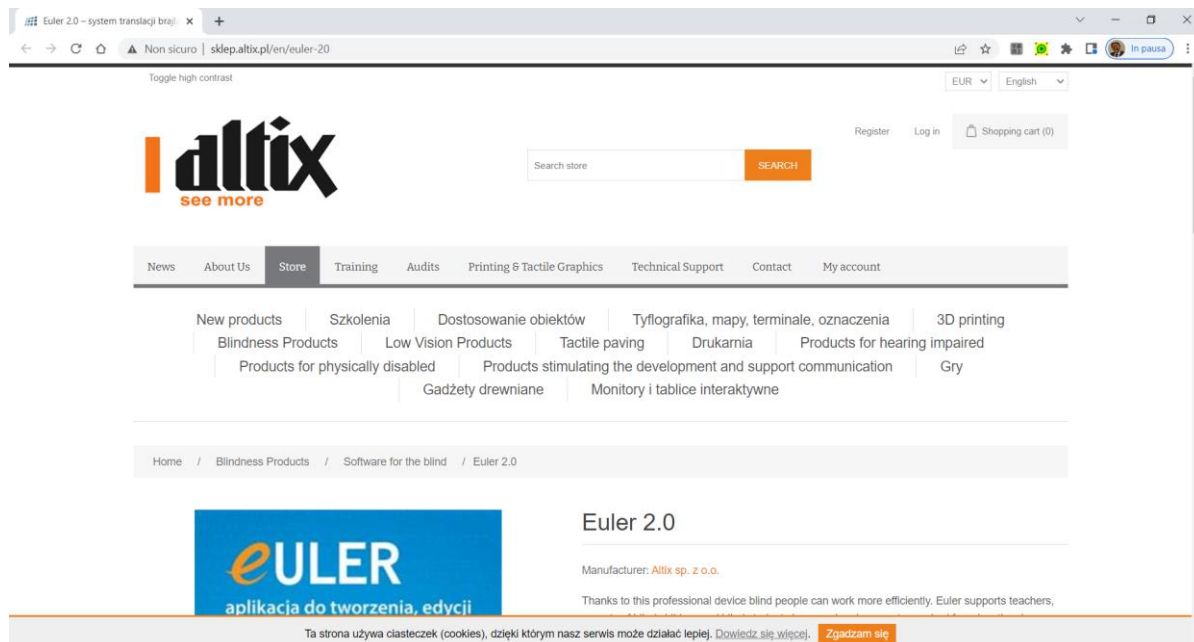 Euler 2.0 – system translacji brajl
Non sicuro | sklep.altix.pl/en/euler-20
In pausa
Toggle high contrast
EUR
English
Register
Log in
Shopping cart (0)
altix
see more
Search store
SEARCH
News About Us Store Training Audits Printing & Tactile Graphics Technical Support Contact My account
New products Szkolenia Dostosowanie obiektów Tyflografika, mapy, terminale, oznaczenia 3D printing
Blindness Products Low Vision Products Tactile paving Drukarnia Products for hearing impaired
Products for physically disabled Products stimulating the development and support communication Gry
Gadżety drewniane Monitory i tablice interaktywne
Home / Blindness Products / Software for the blind / Euler 2.0
eULER
aplikacja do tworzenia, edycji
Euler 2.0
Manufacturer: Altix sp. z o.o.
Thanks to this professional device blind people can work more efficiently. Euler supports teachers,
Ta strona używa ciasteczek (cookies), dzięki którym nasz serwis może działać lepiej. Dowiedz się więcej. Zgadzam się